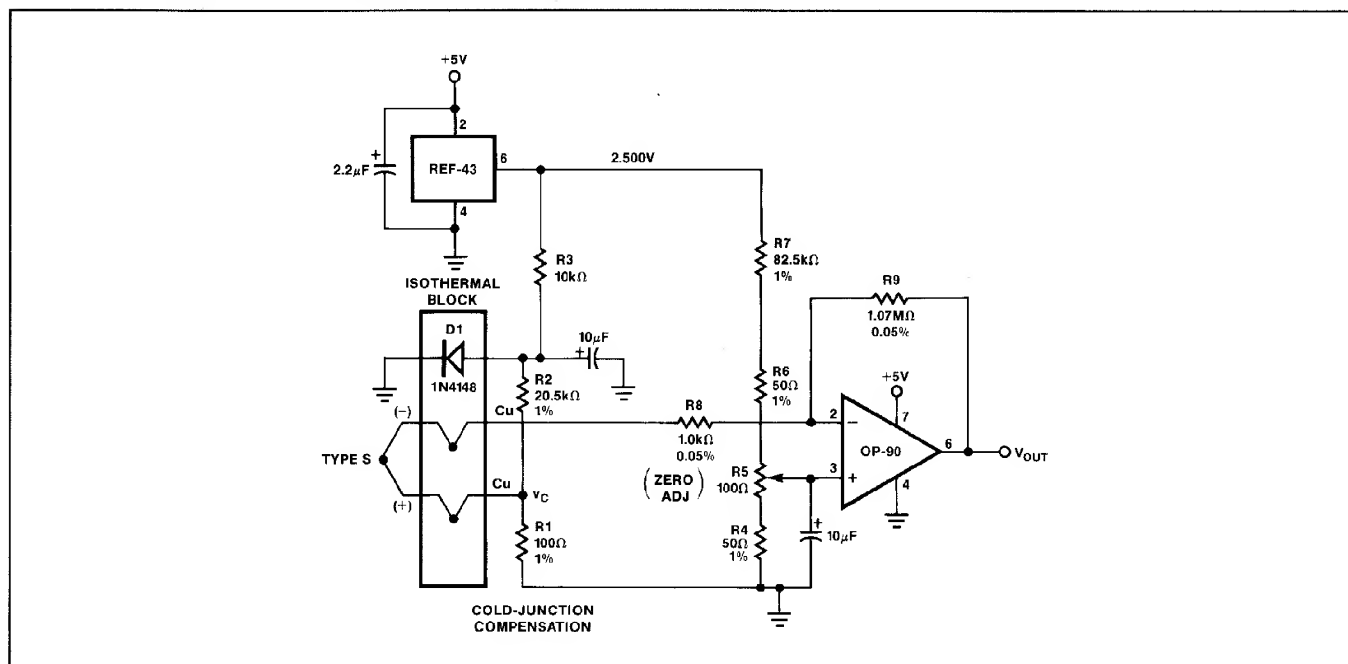 +5V
2
REF-43
6
2.500V
+
2.2μF
4
R3
10kΩ
R7
82.5kΩ
1%
ISOTHERMAL
BLOCK
D1
1N4148
10μF
+
R2
20.5kΩ
1%
R6
50Ω
1%
R9
1.07MΩ
0.05%
+5V
7
(–)
Cu
R8
1.0kΩ
0.05%
2
–
OP-90
6
VOUT
TYPE S
(+)
Cu
VC
(ZERO
ADJ)
R5
100Ω
3
+
4
R1
100Ω
1%
R4
50Ω
1%
+
10μF
COLD-JUNCTION
COMPENSATION